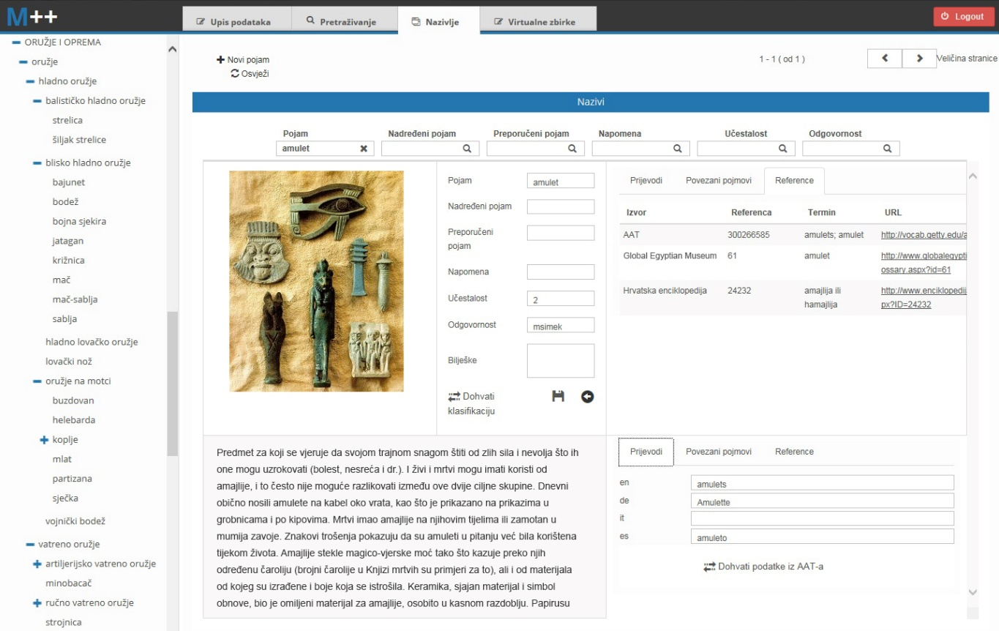 M++
Upis podataka
Pretraživanje
Nazivlje
Virtualne zbirke
Logout
ORUŽJE I OPREMA
oružje
hladno oružje
balističko hladno oružje
strelica
šiljak strelice
blisko hladno oružje
bajunet
bodež
bojna sjekira
jatagan
križnica
mač
mač-sablja
sablja
hladno lovačko oružje
lovački nož
oružje na motci
buzdovan
helebarda
koplje
mlat
partizana
sječka
vojnički bodež
vatreno oružje
artiljerijsko vatreno oružje
minobacač
ručno vatreno oružje
strojnica
Novi pojam
Osvježi
1 - 1 ( od 1 )
Veličina stranice
Nazivi
Pojam Nadređeni pojam Preporučeni pojam Napomena Učestalost Odgovornost
amulet
Pojam amulet
Nadređeni pojam
Preporučeni
pojam
Napomena
Učestalost 2
Odgovornost msimek
Bilješke
Dohvati
klasifikaciju
Prijevodi Povezani pojmovi Reference
Izvor Referenca Termin URL
AAT 300266585 amulets; amulet http://vocab.getty.edu/a
Global Egyptian Museum 61 amulet http://www.globalegypti
ossary.aspx?id=61
Hrvatska enciklopedija 24232 amajlija ili http://www.enciklopedij
hamajlija px?ID=24232
Predmet za koji se vjeruje da svojom trajnom snagom štiti od zlih sila i nevolja što ih
one mogu uzrokovati (bolest, nesreća i dr.). I živi i mrtvi mogu imati koristi od
amajlije, i to često nije moguće razlikovati između ove dvije ciljne skupine. Dnevni
obično nosili amulete na kabel oko vrata, kao što je prikazano na prikazima u
grobnicama i po kipovima. Mrtvi imao amajlije na njihovim tijelima ili zamotan u
mumija zavoje. Znakovi trošenja pokazuju da su amuleti u pitanju već bila korištena
tijekom života. Amajlije stekle magico-vjerske moć tako što kazuje preko njih
određenu čaroliju (brojni čarolije u Knjizi mrtvih su primjeri za to), ali i od materijala
od kojeg su izrađene i boje koja se istrošila. Keramika, sjajan materijal i simbol
obnove, bio je omiljeni materijal za amajlije, osobito u kasnom razdoblju. Papirusu
Prijevodi Povezani pojmovi Reference
en amulets
de Amulette
it
es amuleto
Dohvati podatke iz AAT-a